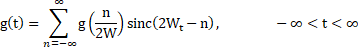 g(t) = ∑_{n=−∞}^{∞} g (n/2W) sinc(2W_t − n) , − ∞ < t < ∞